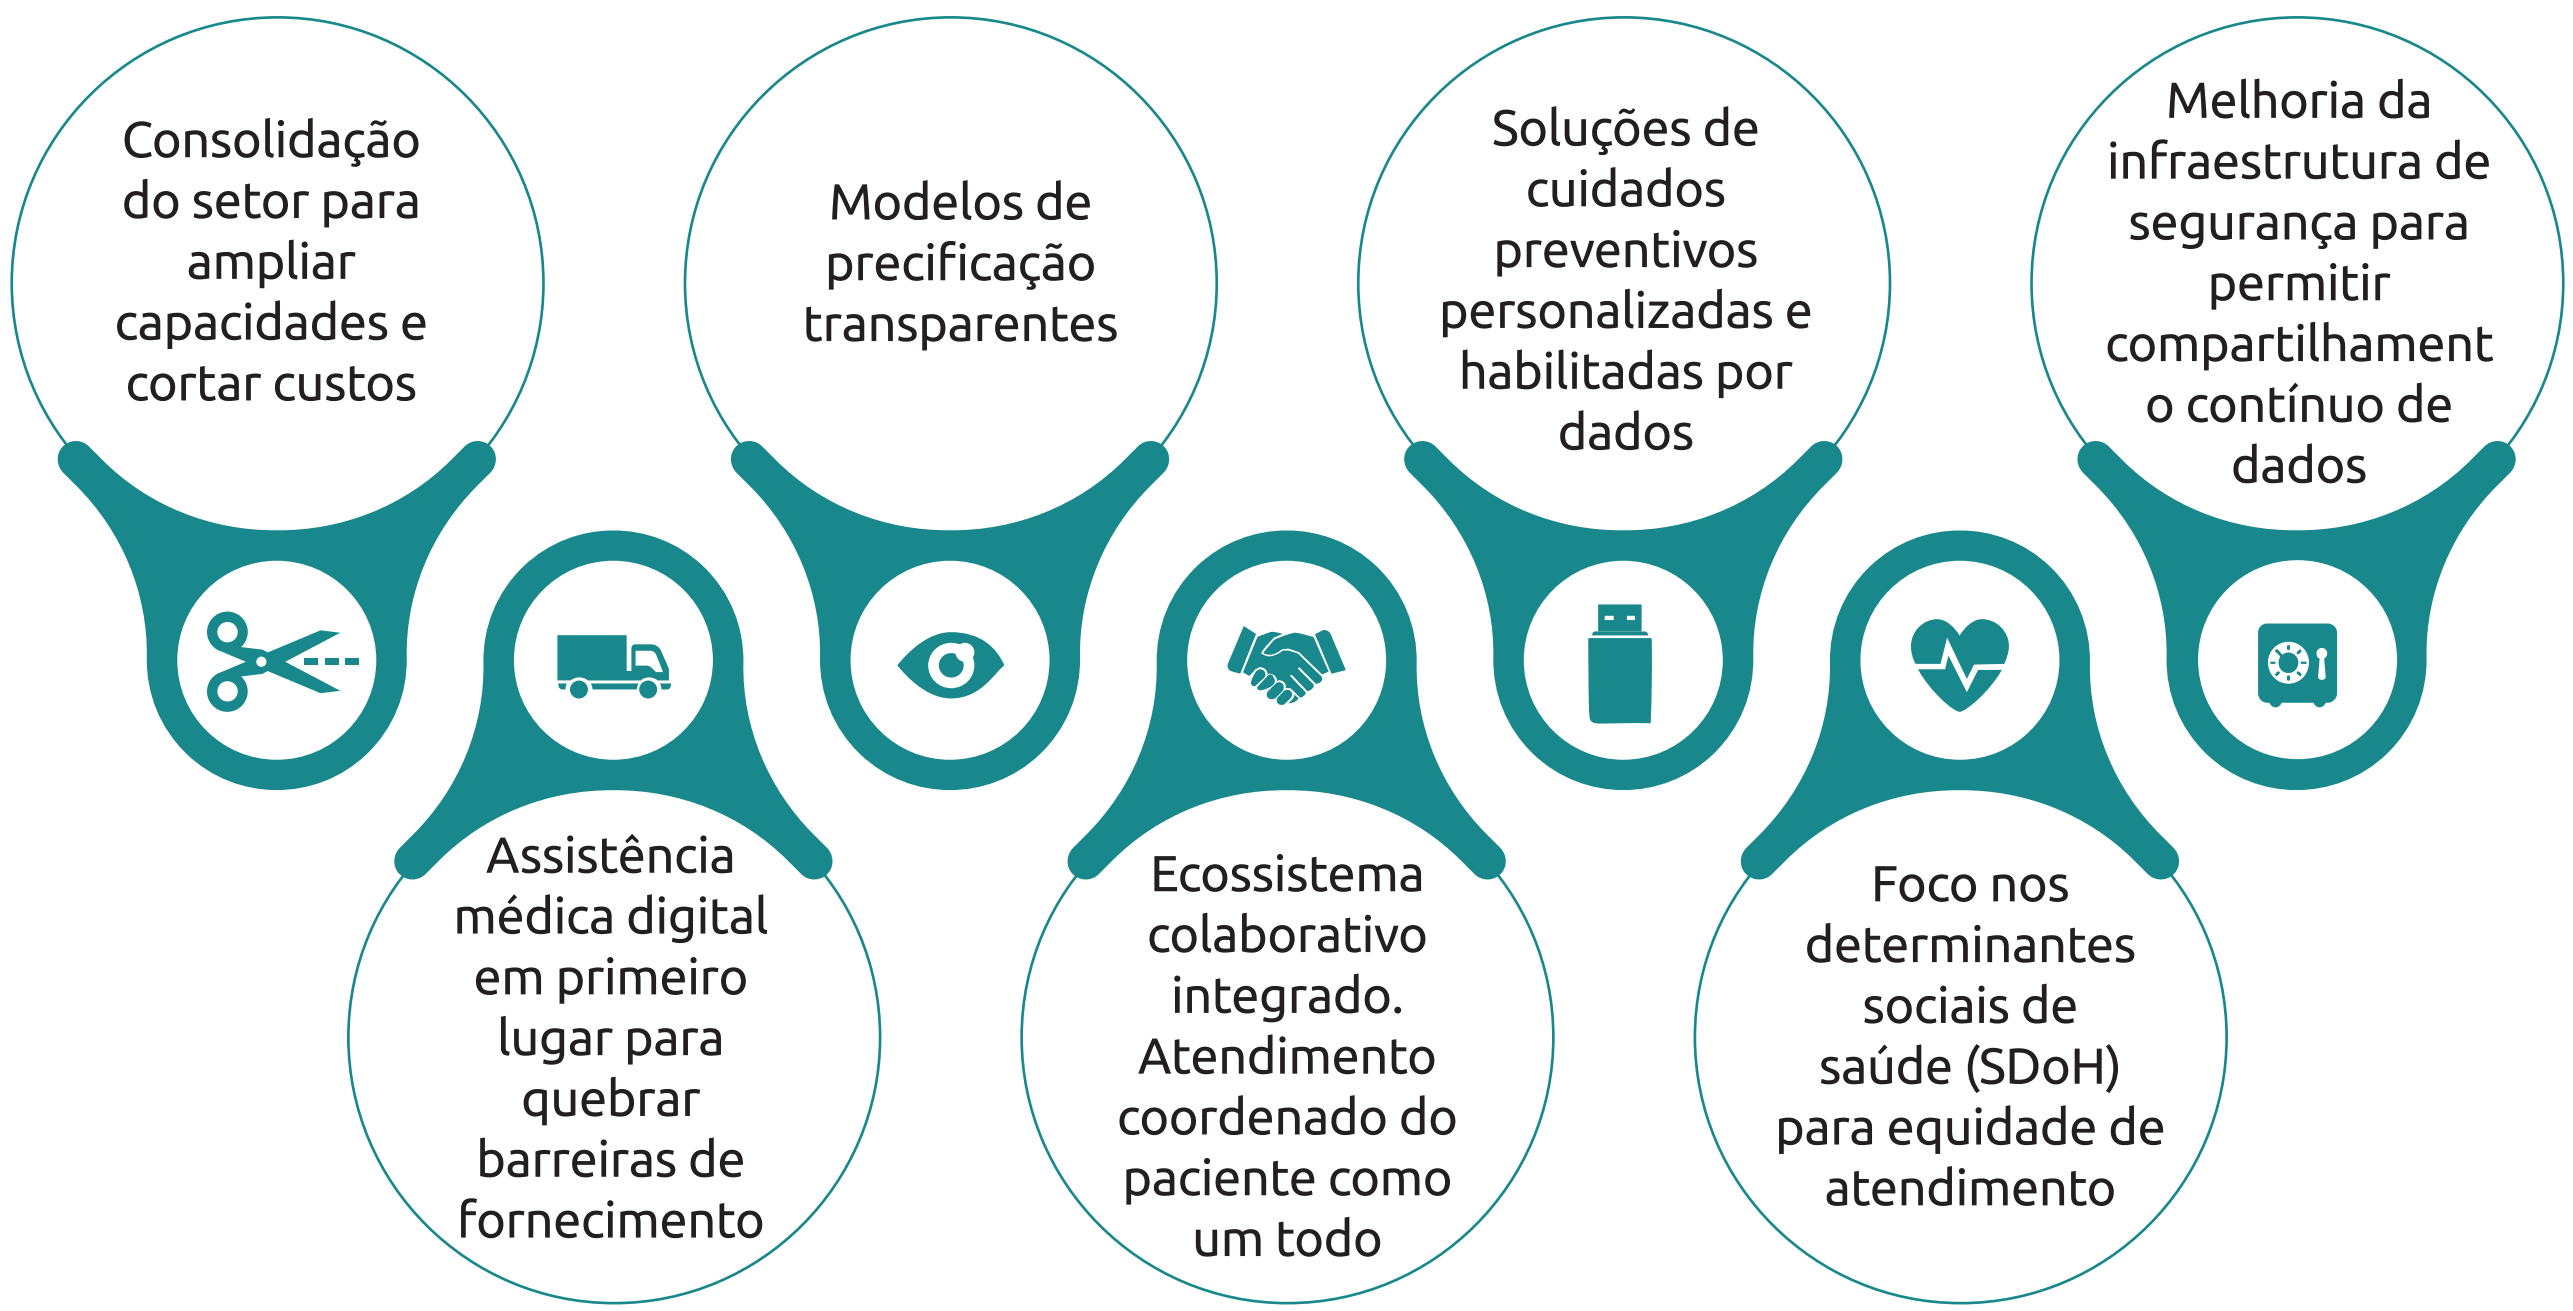 Consolidação
do setor para
ampliar
capacidades e
cortar custos
Assistência
médica digital
em primeiro
lugar para
quebrar
barreiras de
fornecimento
Modelos de
precificação
transparentes
Ecossistema
colaborativo
integrado.
Atendimento
coordenado do
paciente como
um todo
Soluções de
cuidados
preventivos
personalizadas e
habilitadas por
dados
Foco nos
determinantes
sociais de
saúde (SDoH)
para equidade de
atendimento
Melhoria da
infraestrutura de
segurança para
permitir
compartilhament
o contínuo de
dados